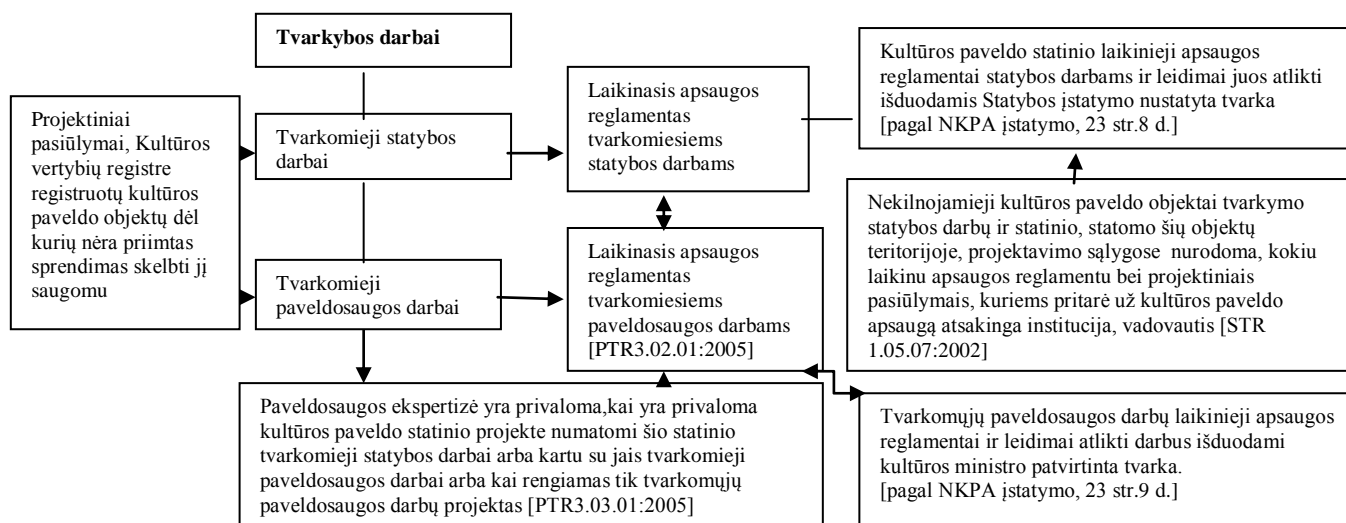 Tvarkybos darbai
Projektiniai
pasiūlymai, Kultūros
vertybių registre
registruotų kultūros
paveldo objektų dėl
kurių nėra priimtas
sprendimas skelbti jį
saugomu
Tvarkomieji statybos
darbai
Tvarkomieji
paveldosaugos darbai
Laikinasis apsaugos
reglamentas
tvarkomiesiems
statybos darbams
Laikinasis apsaugos
reglamentas
tvarkomiesiems
paveldosaugos darbams
[PTR3.02.01:2005]
Kultūros paveldo statinio laikinieji apsaugos
reglamentai statybos darbams ir leidimai juos atlikti
išduodamis Statybos įstatymo nustatyta tvarka
[pagal NKPA įstatymo, 23 str.8 d.]
Nekilnojamieji kultūros paveldo objektai tvarkymo
statybos darbų ir statinio, statomo šių objektų
teritorijoje, projektavimo sąlygose nurodoma, kokiu
laikinu apsaugos reglamentu bei projektiniais
pasiūlymais, kuriems pritarė už kultūros paveldo
apsaugą atsakinga institucija, vadovautis [STR
1.05.07:2002]
Paveldosaugos ekspertizė yra privaloma,kai yra privaloma
kultūros paveldo statinio projekte numatomi šio statinio
tvarkomieji statybos darbai arba kartu su jais tvarkomieji
paveldosaugos darbai arba kai rengiamas tik tvarkomųjų
paveldosaugos darbų projektas [PTR3.03.01:2005]
Tvarkomųjų paveldosaugos darbų laikinieji apsaugos
reglamentai ir leidimai atlikti darbus išduodami
kultūros ministro patvirtinta tvarka.
[pagal NKPA įstatymo, 23 str.9 d.]